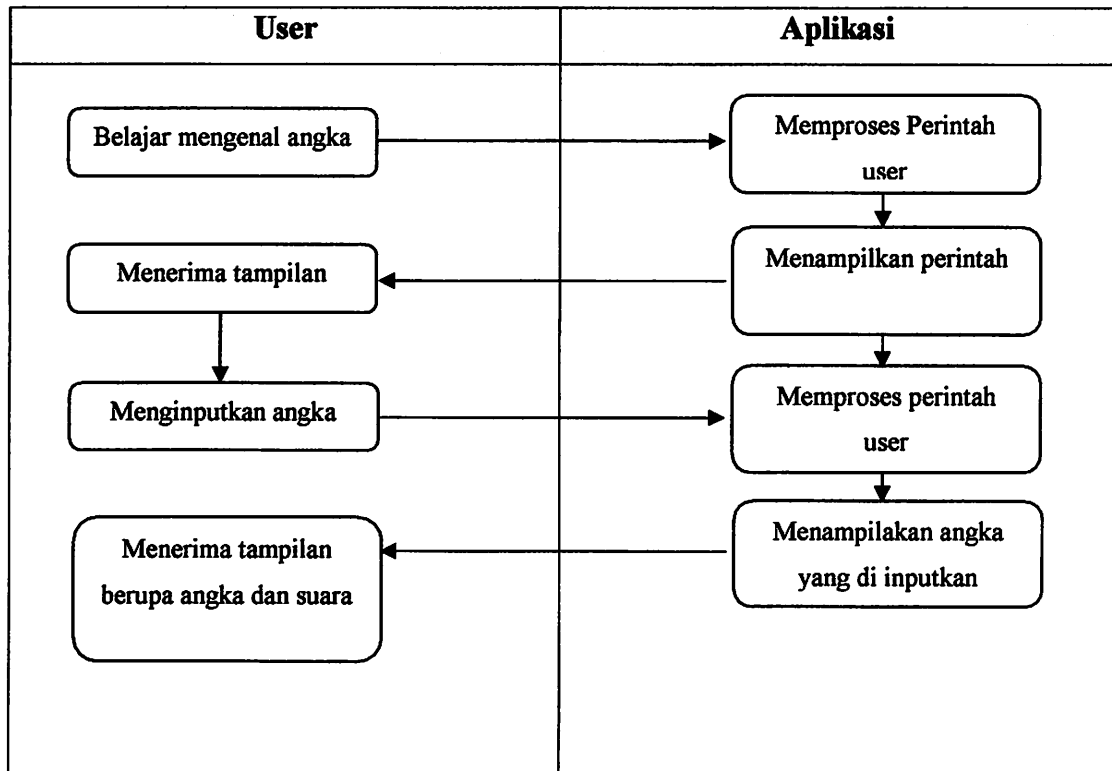 User
Aplikasi
Belajar mengenal angka
Memproses Perintah
user
Menerima tampilan
Menampilkan perintah
Menginputkan angka
Memproses perintah
user
Menerima tampilan
berupa angka dan suara
Menampilakan angka
yang di inputkan